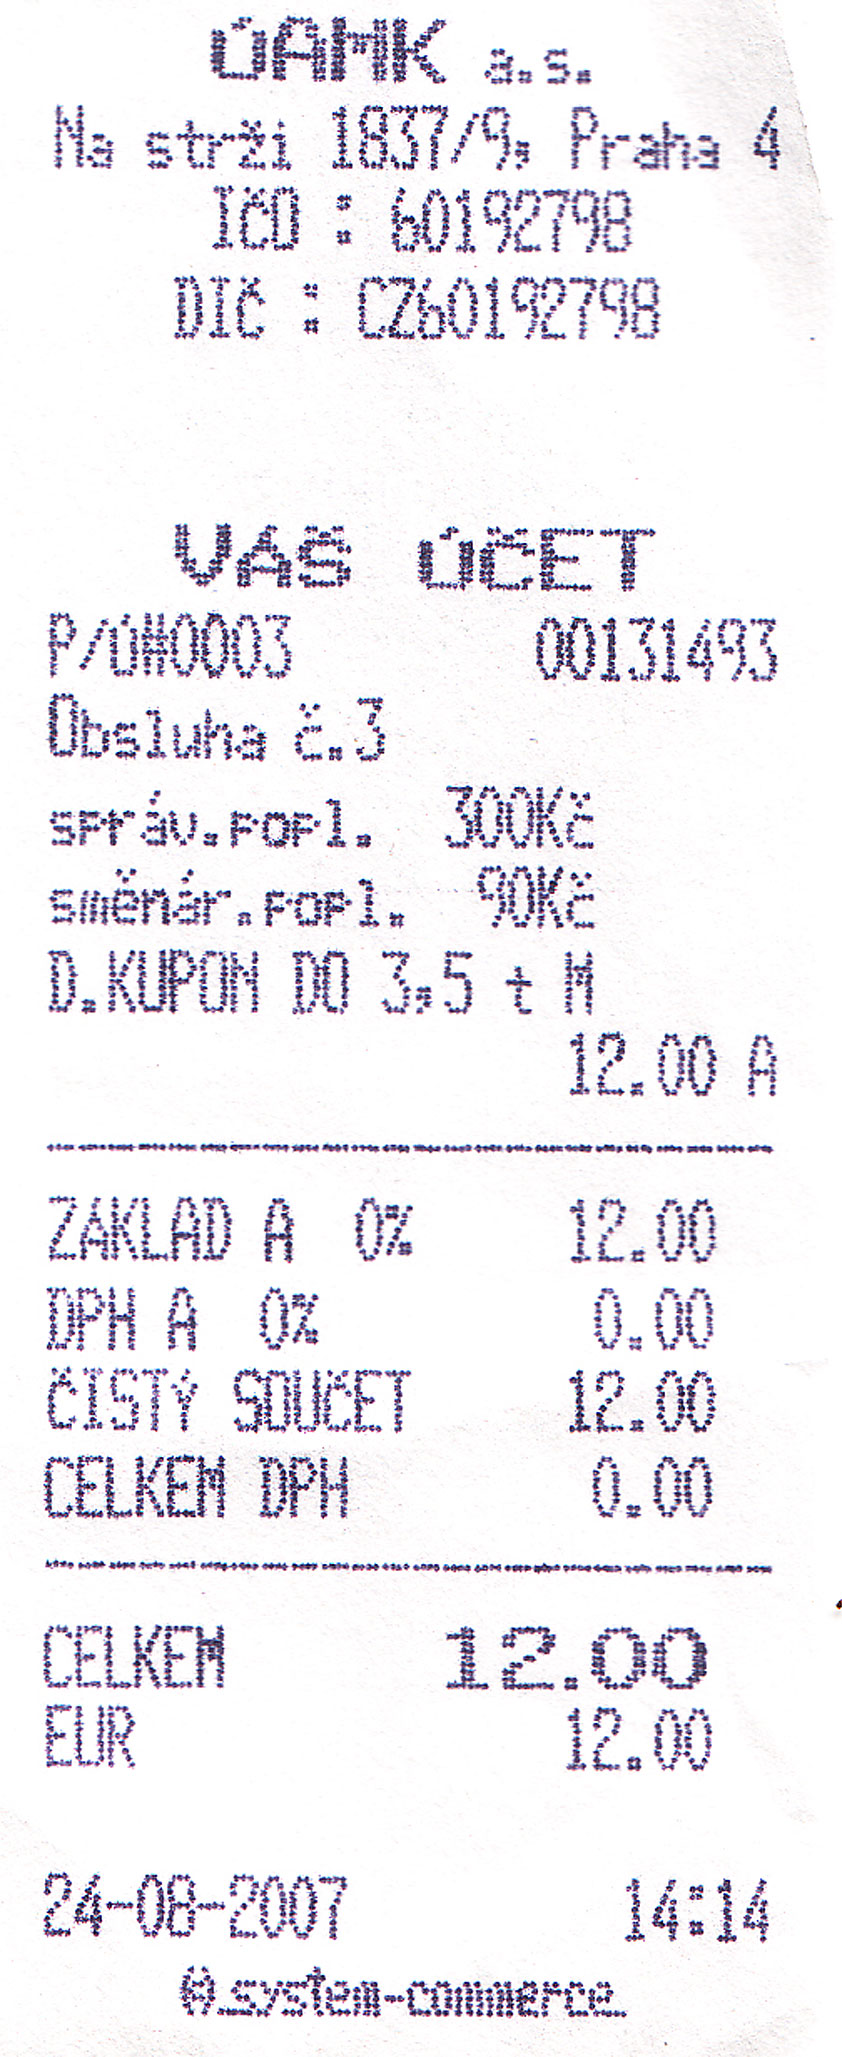 ÚAMK a.s.
Na strži 1837/9, Praha 4
IČO : 60192798
DIČ : CZ60192798
VAŠ ÚČET
P/Ú#0003 00131493
Obsluha č.3
správ.popl. 300Kč
směnár.popl. 90Kč
D.KUPON DO 3.5 t M
12.00 A
ZAKLAD A 0% 12.00
DPH A 0% 0.00
ČISTÝ SOUČET 12.00
CELKEM DPH 0.00
CELKEM 12.00
EUR 12.00
24-08-2007 14:14
system-commerce